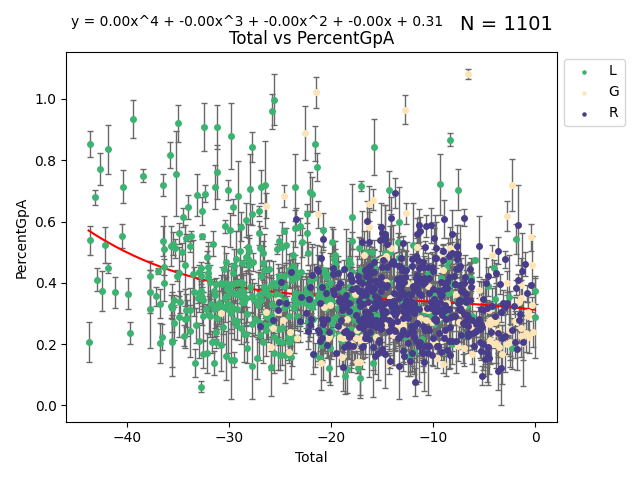 y = 0.00x^4 + -0.00x^3 + -0.00x^2 + -0.00x + 0.31
N = 1101
Total vs PercentGpA
L
G
R
PercentGpA
1.0
0.8
0.6
0.4
0.2
0.0
−40
−30
−20
−10
0
Total